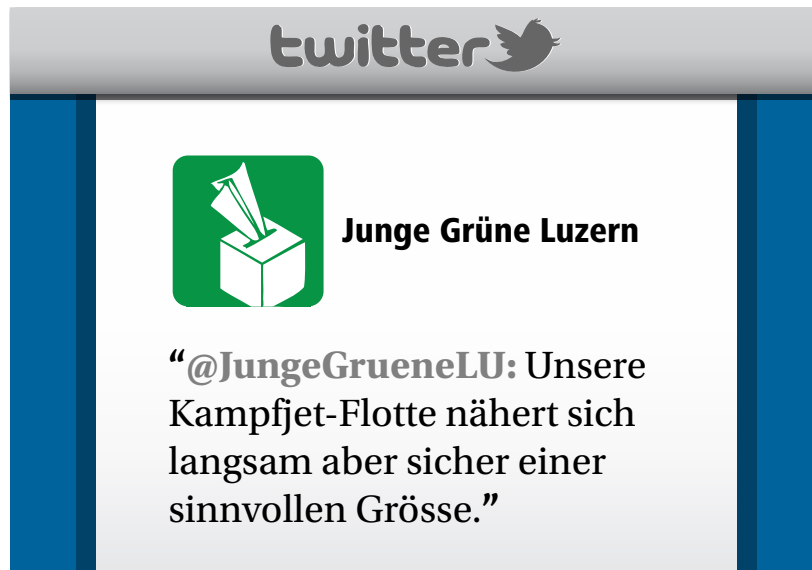 twitter
Junge Grüne Luzern
“@JungeGrueneLU: Unsere
Kampfjet-Flotte nähert sich
langsam aber sicher einer
sinnvollen Grösse.”